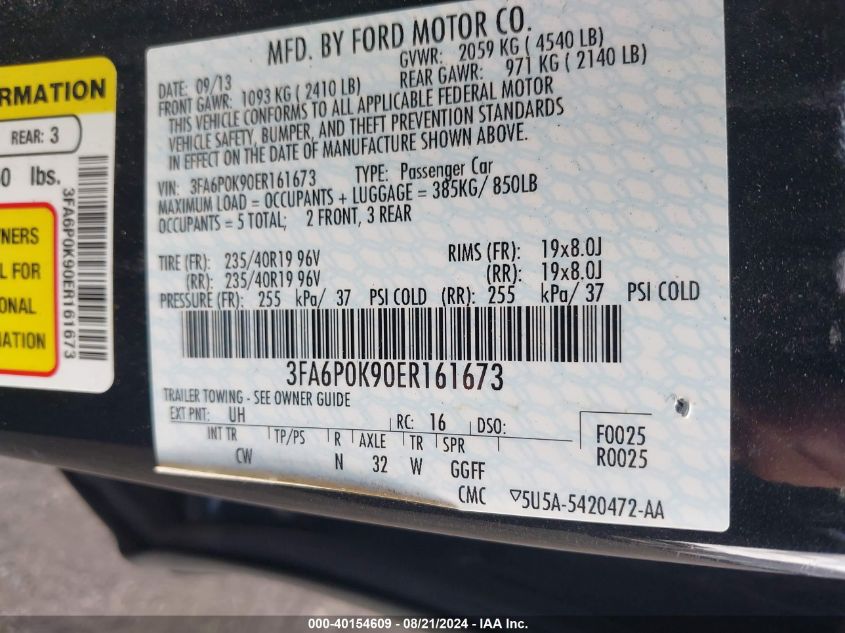 MFD. BY FORD MOTOR CO.
DATE: 09/13 GVWR: 2059 KG ( 4540 LB)
FRONT GAWR: 1093 KG ( 2410 LB) REAR GAWR: 971 KG ( 2140 LB)
THIS VEHICLE CONFORMS TO ALL APPLICABLE FEDERAL MOTOR
VEHICLE SAFETY, BUMPER, AND THEFT PREVENTION STANDARDS
IN EFFECT ON THE DATE OF MANUFACTURE SHOWN ABOVE.
VIN: 3FA6P0K90ER161673 TYPE: Passenger Car
MAXIMUM LOAD = OCCUPANTS + LUGGAGE = 385KG/ 850LB
OCCUPANTS = 5 TOTAL; 2 FRONT, 3 REAR
TIRE (FR): 235/40R19 96V RIMS (FR): 19x8.0J
(RR): 235/40R19 96V (RR): 19x8.0J
PRESSURE (FR): 255 kPa/ 37 PSI COLD (RR): 255 kPa/ 37 PSI COLD
3FA6P0K90ER161673
TRAILER TOWING - SEE OWNER GUIDE
EXT PNT: UH RC: 16 DSO: F0025
R0025
INT TR TP/PS R AXLE TR SPR
CW N 32 W GGFF
CMC ▽5U5A-5420472-AA
RMATION
REAR: 3
0 lbs.
NERS
L FOR
ONAL
MATION
3FA6P0K90ER161673
000-40154609 - 08/21/2024 - IAA Inc.